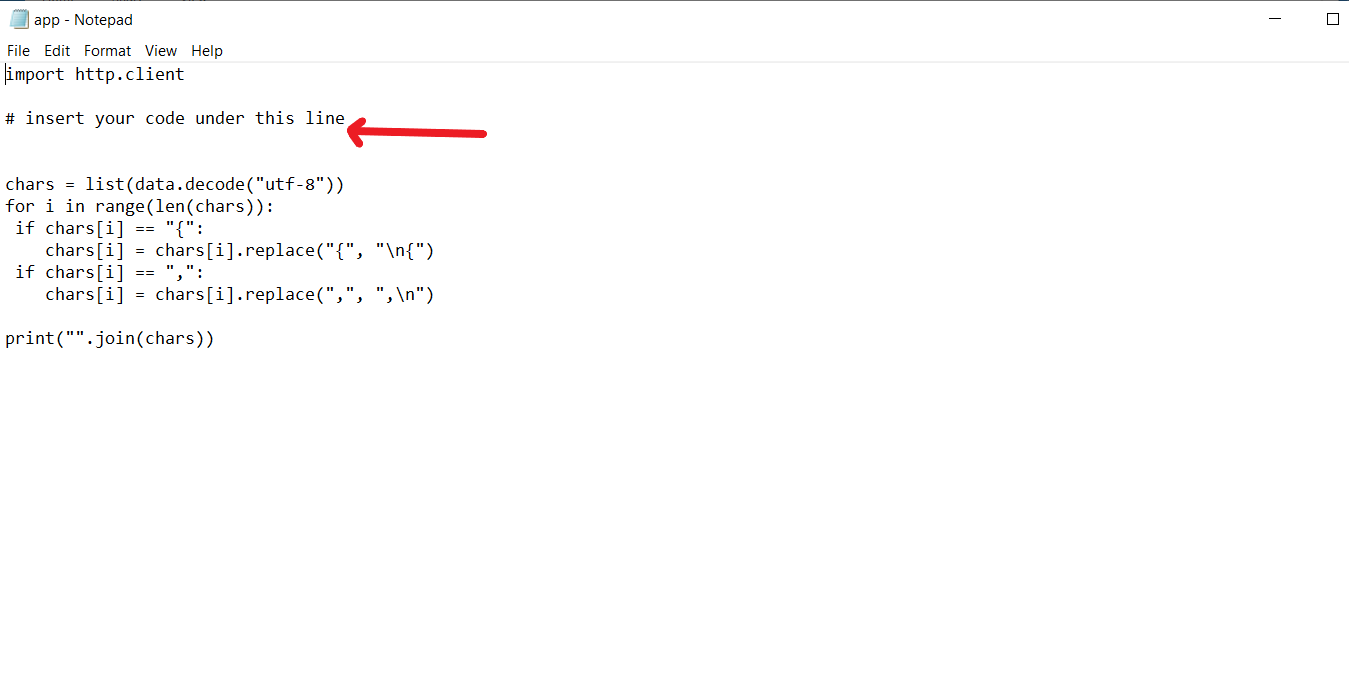 app - Notepad
File Edit Format View Help
import http.client
# insert your code under this line
chars = list(data.decode("utf-8"))
for i in range(len(chars)):
 if chars[i] == "{":
    chars[i] = chars[i].replace("{", "\n{")
 if chars[i] == ",":
    chars[i] = chars[i].replace(",", ",\n")
print("".join(chars))